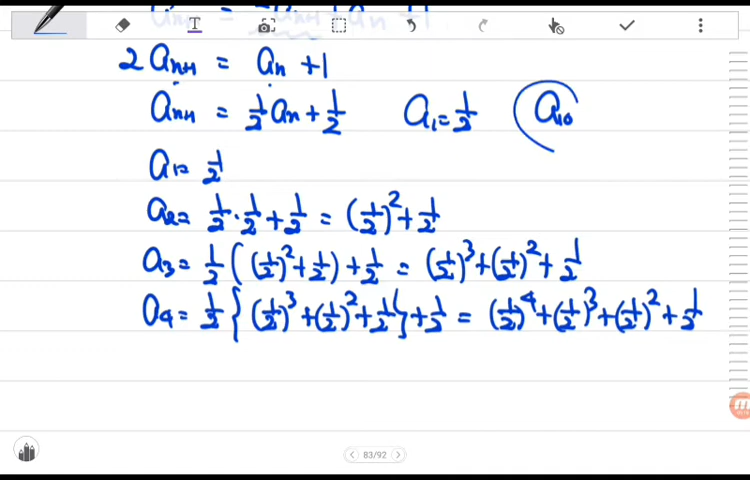 2aₙ₊₁ = aₙ + 1
aₙ₊₁ = 1/2 aₙ + 1/2 a₁ = 1/2 a₁₀
a₁ = 1/2
a₂ = 1/2 · 1/2 + 1/2 = (1/2)² + 1/2
a₃ = 1/2 ((1/2)² + 1/2) + 1/2 = (1/2)³ + (1/2)² + 1/2
a₄ = 1/2 {(1/2)³ + (1/2)² + 1/2} + 1/2 = (1/2)⁴ + (1/2)³ + (1/2)² + 1/2
83/92